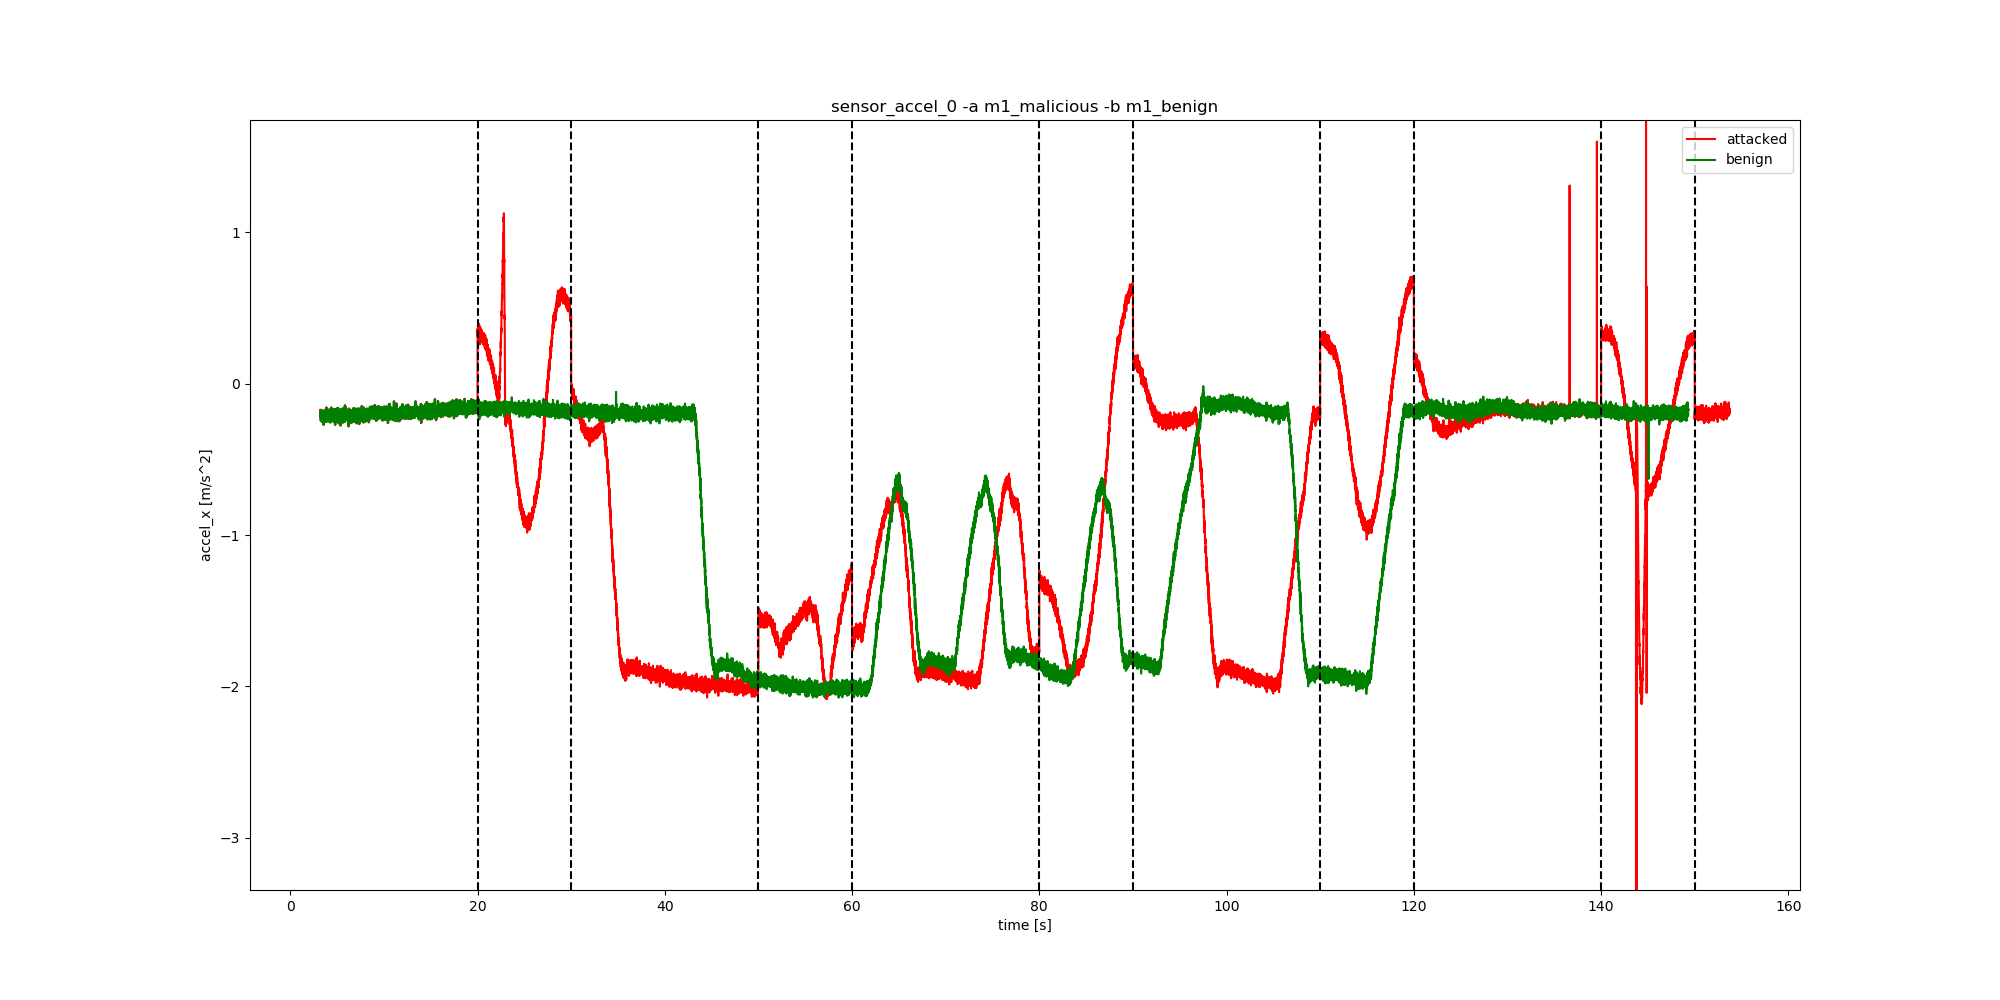 sensor_accel_0 -a m1_malicious -b m1_benign
attacked
benign
1
0
−1
−2
−3
accel_x [m/s^2]
0 20 40 60 80 100 120 140 160
time [s]